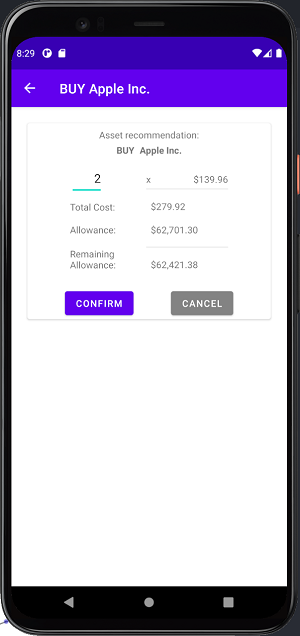 8:29
BUY Apple Inc.
Asset recommendation:
BUY Apple Inc.
2 x $139.96
Total Cost: $279.92
Allowance: $62,701.30
Remaining
Allowance: $62,421.38
CONFIRM CANCEL